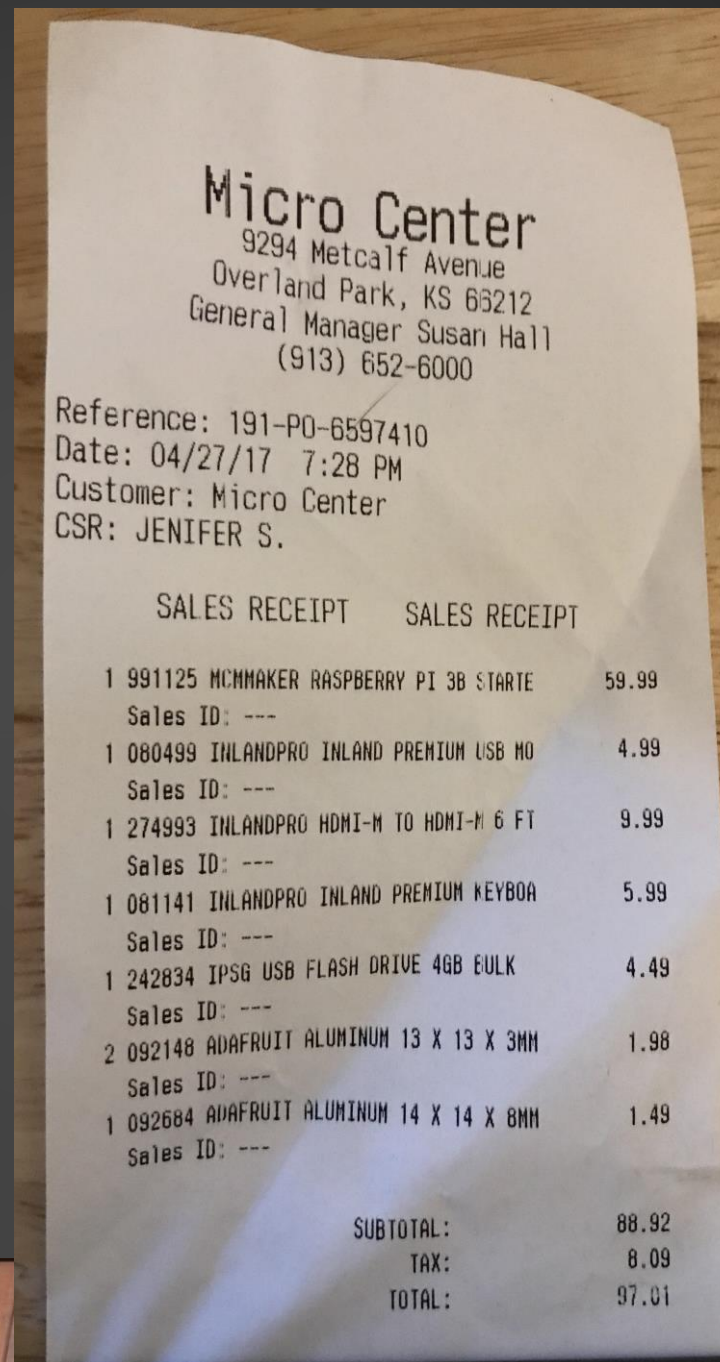 Micro Center
9294 Metcalf Avenue
Overland Park, KS 66212
General Manager Susan Hall
(913) 652-6000
Reference: 191-PO-6597410
Date: 04/27/17 7:28 PM
Customer: Micro Center
CSR: JENIFER S.
SALES RECEIPT SALES RECEIPT
1 991125 MCMMAKER RASPBERRY PI 3B STARTE 59.99
Sales ID: ---
1 080499 INLANDPRO INLAND PREMIUM USB MO 4.99
Sales ID: ---
1 274993 INLANDPRO HDMI-M TO HDMI-M 6 FT 9.99
Sales ID: ---
1 081141 INLANDPRO INLAND PREMIUM KEYBOA 5.99
Sales ID: ---
1 242834 IPSG USB FLASH DRIVE 4GB BULK 4.49
Sales ID: ---
2 092148 ADAFRUIT ALUMINUM 13 X 13 X 3MM 1.98
Sales ID: ---
1 092684 ADAFRUIT ALUMINUM 14 X 14 X 8MM 1.49
Sales ID: ---
SUBTOTAL: 88.92
TAX: 8.09
TOTAL: 97.01